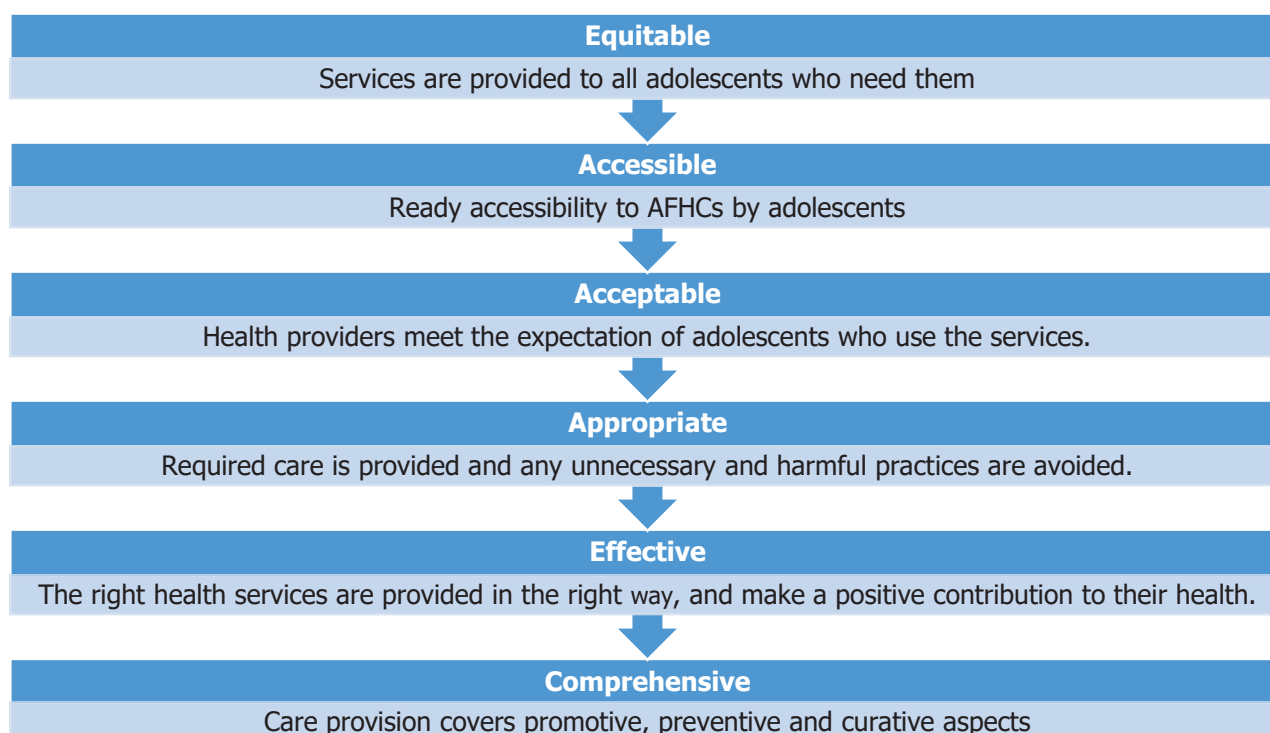 Equitable
Services are provided to all adolescents who need them
Accessible
Ready accessibility to AFHCs by adolescents
Acceptable
Health providers meet the expectation of adolescents who use the services.
Appropriate
Required care is provided and any unnecessary and harmful practices are avoided.
Effective
The right health services are provided in the right way, and make a positive contribution to their health.
Comprehensive
Care provision covers promotive, preventive and curative aspects